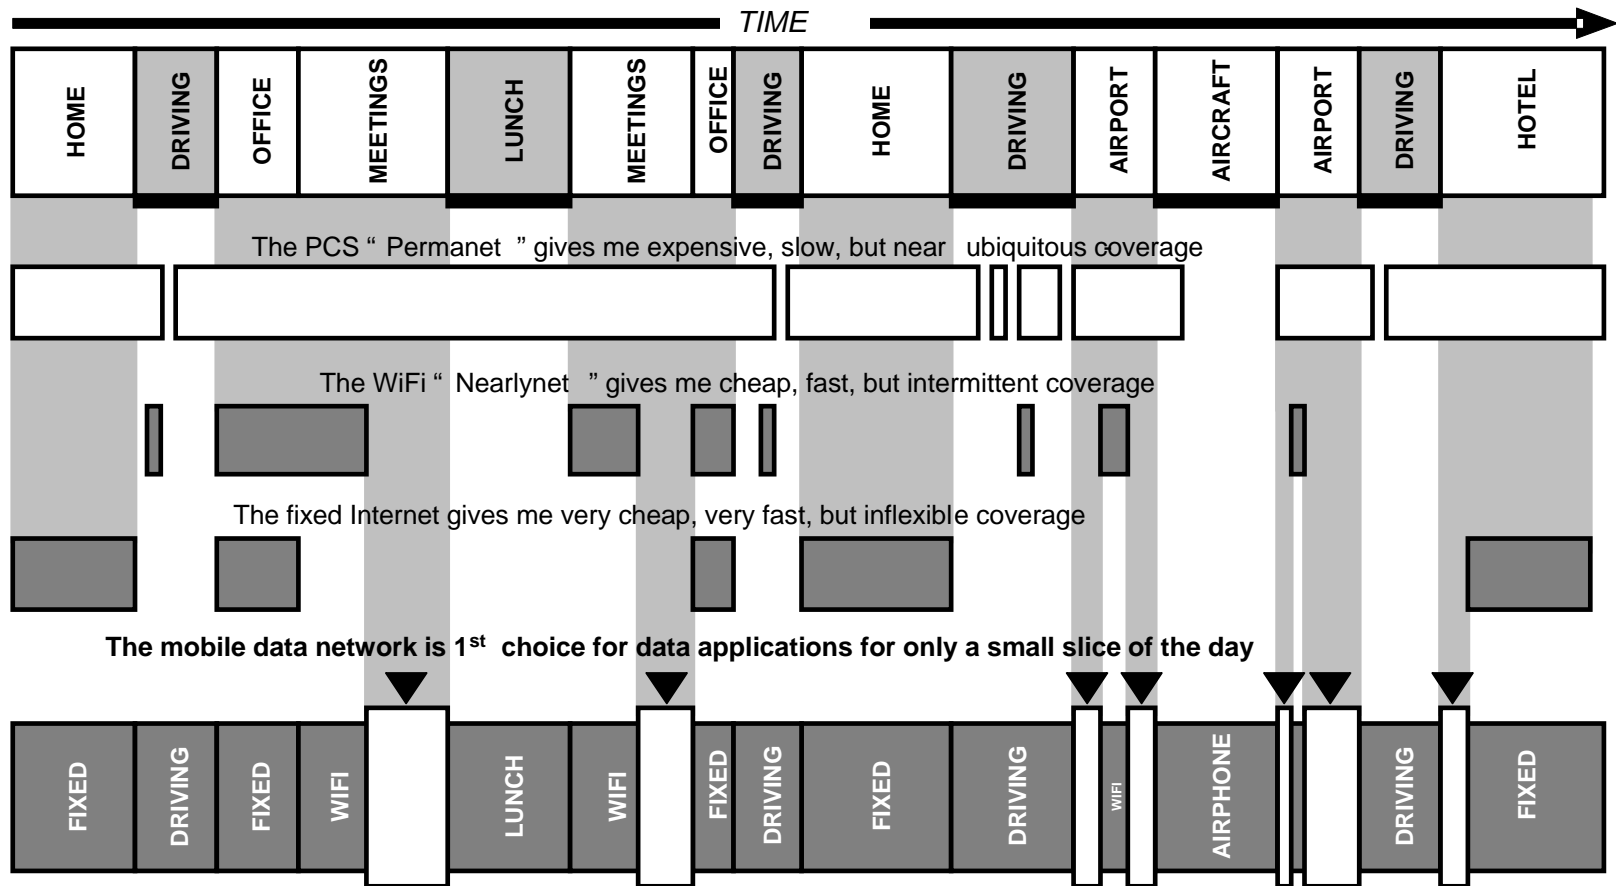 TIME
HOME
DRIVING
OFFICE
MEETINGS
LUNCH
MEETINGS
OFFICE
DRIVING
HOME
DRIVING
AIRPORT
AIRCRAFT
AIRPORT
DRIVING
HOTEL
The PCS “ Permanet ” gives me expensive, slow, but near ubiquitous coverage
The WiFi “ Nearlynet ” gives me cheap, fast, but intermittent coverage
The fixed Internet gives me very cheap, very fast, but inflexible coverage
The mobile data network is 1st choice for data applications for only a small slice of the day
FIXED
DRIVING
FIXED
WIFI
LUNCH
WIFI
FIXED
DRIVING
FIXED
DRIVING
WIFI
AIRPHONE
DRIVING
FIXED